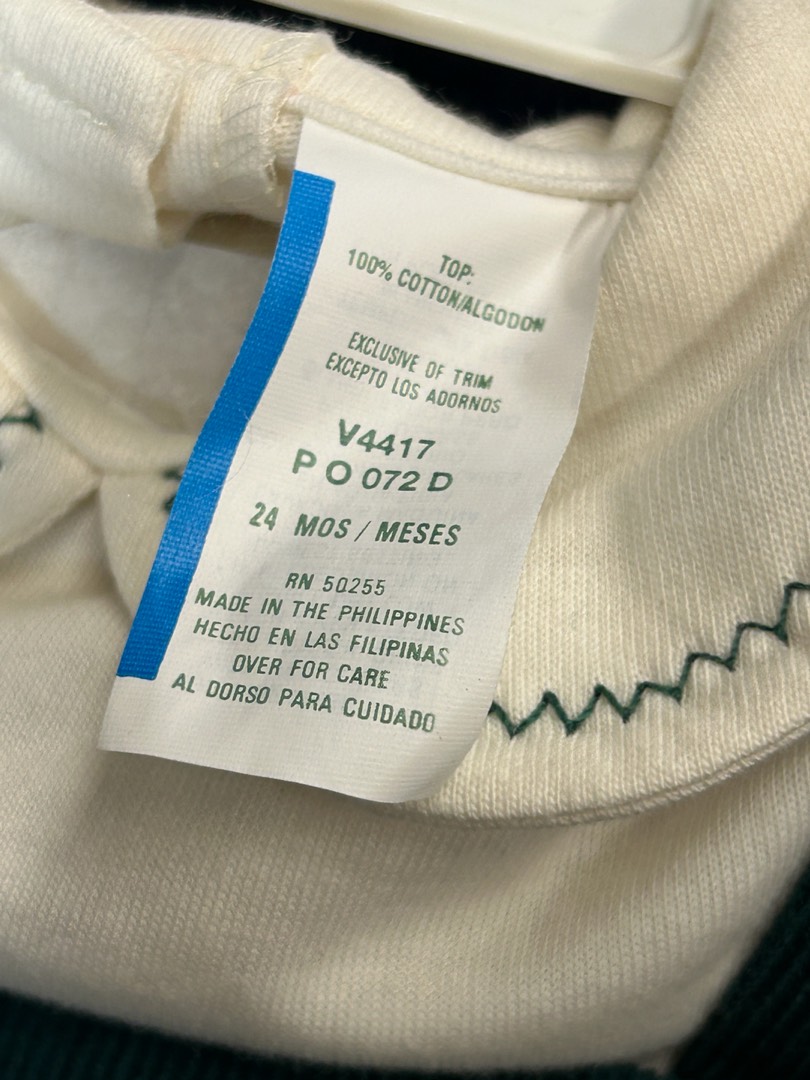 TOP:
100% COTTON/ALGODON
EXCLUSIVE OF TRIM
EXCEPTO LOS ADORNOS
V4417
P O 072 D
24 MOS / MESES
RN 50255
MADE IN THE PHILIPPINES
HECHO EN LAS FILIPINAS
OVER FOR CARE
AL DORSO PARA CUIDADO